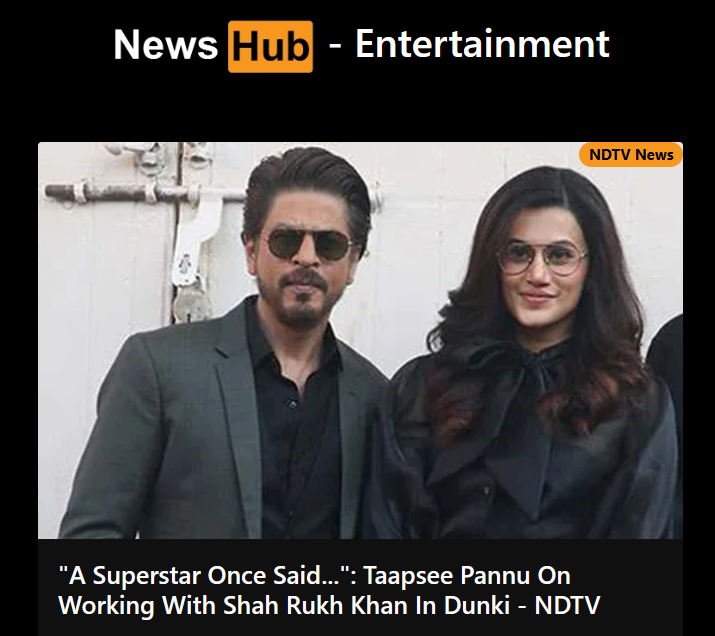 News Hub - Entertainment
NDTV News
"A Superstar Once Said...": Taapsee Pannu On
Working With Shah Rukh Khan In Dunki - NDTV